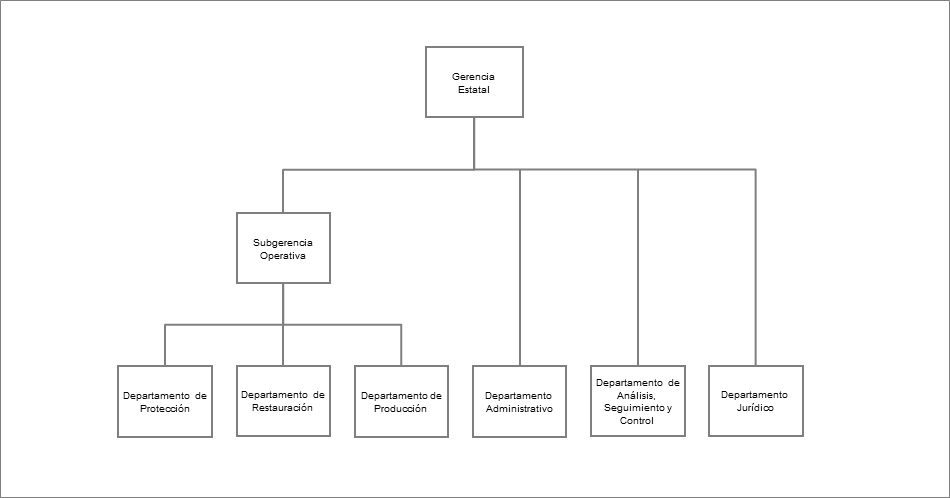 Gerencia
Estatal
Subgerencia
Operativa
Departamento de
Protección
Departamento de
Restauración
Departamento de
Producción
Departamento
Administrativo
Departamento de
Análisis,
Seguimiento y
Control
Departamento
Jurídico